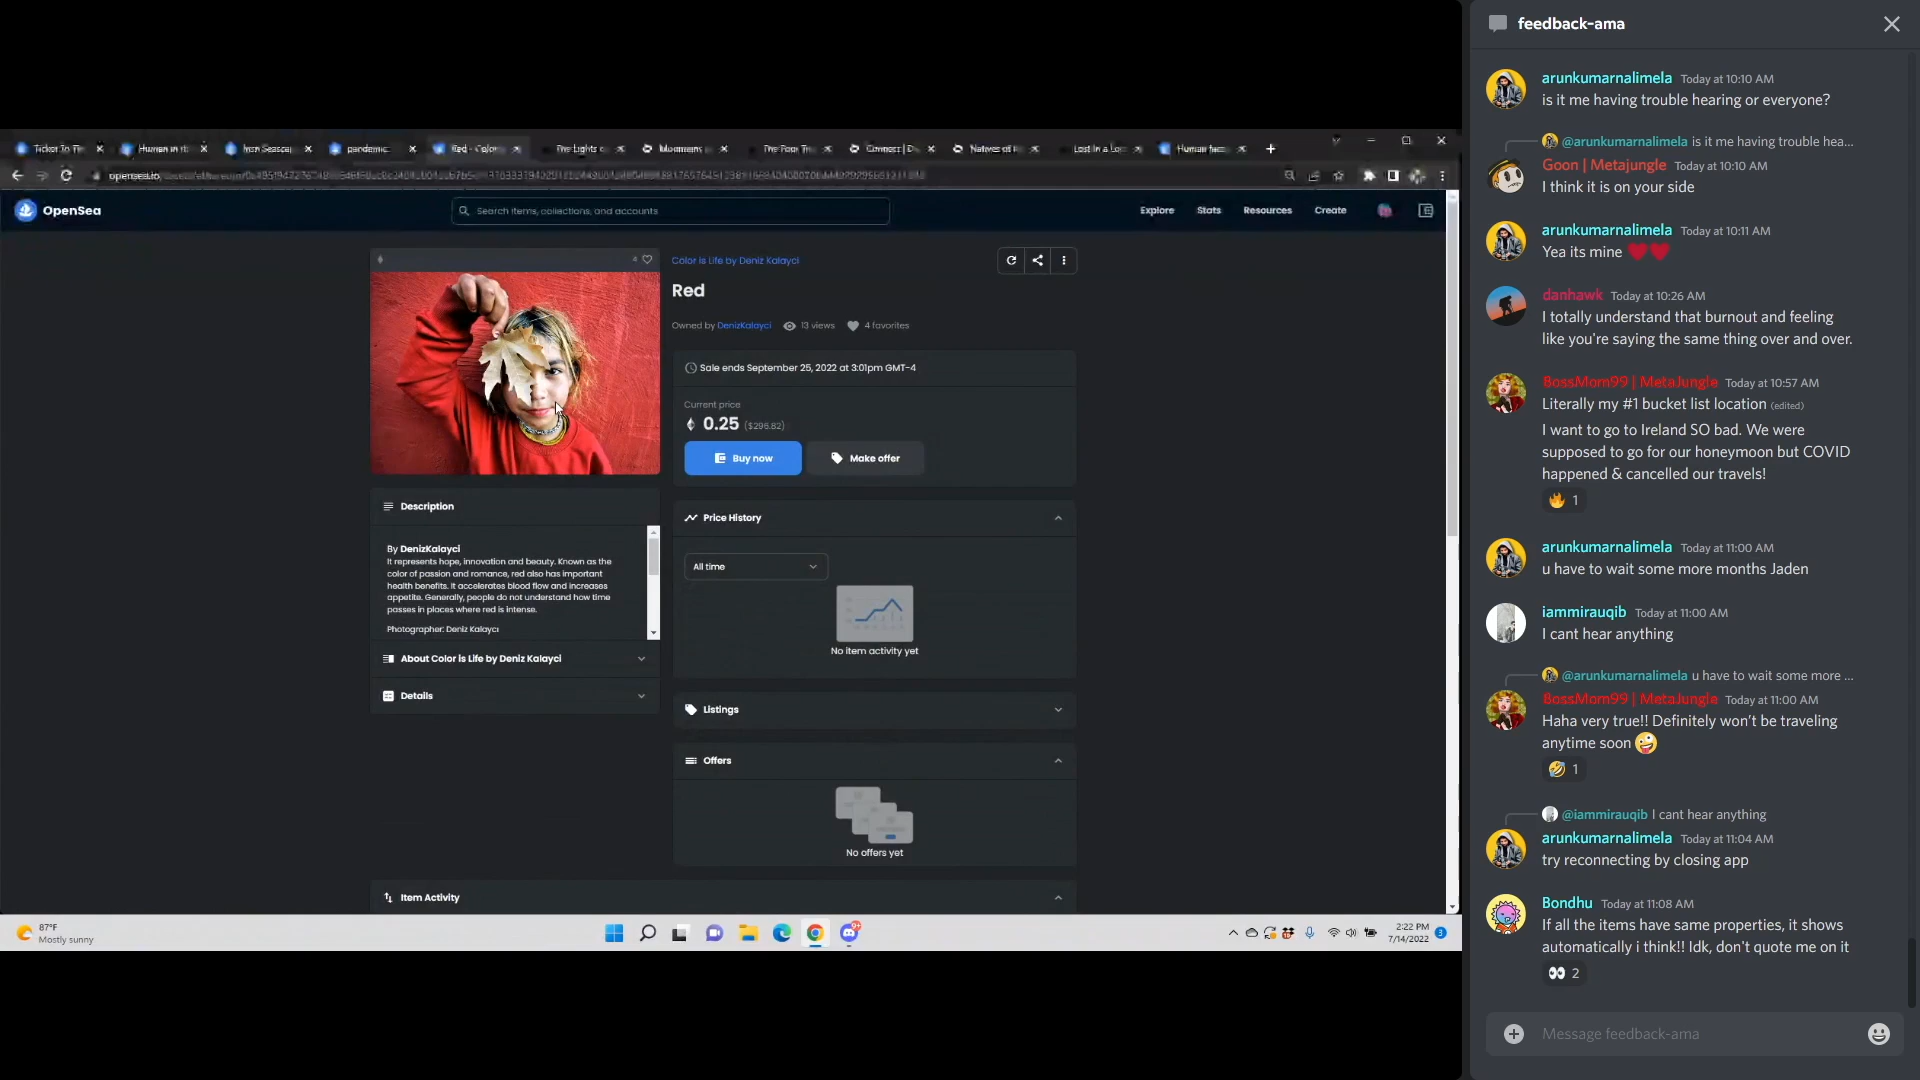 pandemic
Red - Color
Human fac
opensea.io
OpenSea
Search items, collections, and accounts
Explore
Stats
Resources
Create
4
Color is Life by Deniz Kalayci
Red
Owned by DenizKalayci
13 views
4 favorites
Sale ends September 25, 2022 at 3:01pm GMT-4
Current price
0.25 ($296.82)
Buy now
Make offer
Description
By DenizKalayci
It represents hope, innovation and beauty. Known as the
color of passion and romance, red also has important
health benefits. It accelerates blood flow and increases
appetite. Generally, people do not understand how time
passes in places where red is intense.
Photographer: Deniz Kalaycı
About Color is Life by Deniz Kalayci
Details
Price History
All time
No item activity yet
Listings
Offers
No offers yet
Item Activity
87°F
Mostly sunny
2:22 PM
7/14/2022
3
feedback-ama
arunkumarnalimela Today at 10:10 AM
is it me having trouble hearing or everyone?
@arunkumarnalimela is it me having trouble hea...
Goon | Metajungle Today at 10:10 AM
I think it is on your side
arunkumarnalimela Today at 10:11 AM
Yea its mine
danhawk Today at 10:26 AM
I totally understand that burnout and feeling
like you're saying the same thing over and over.
BossMom99 | MetaJungle Today at 10:57 AM
Literally my #1 bucket list location (edited)
I want to go to Ireland SO bad. We were
supposed to go for our honeymoon but COVID
happened & cancelled our travels!
1
arunkumarnalimela Today at 11:00 AM
u have to wait some more months Jaden
iammirauqib Today at 11:00 AM
I cant hear anything
@arunkumarnalimela u have to wait some more ...
BossMom99 | MetaJungle Today at 11:00 AM
Haha very true!! Definitely won't be traveling
anytime soon
1
@iammirauqib I cant hear anything
arunkumarnalimela Today at 11:04 AM
try reconnecting by closing app
Bondhu Today at 11:08 AM
If all the items have same properties, it shows
automatically i think!! Idk, don't quote me on it
2
Message feedback-ama